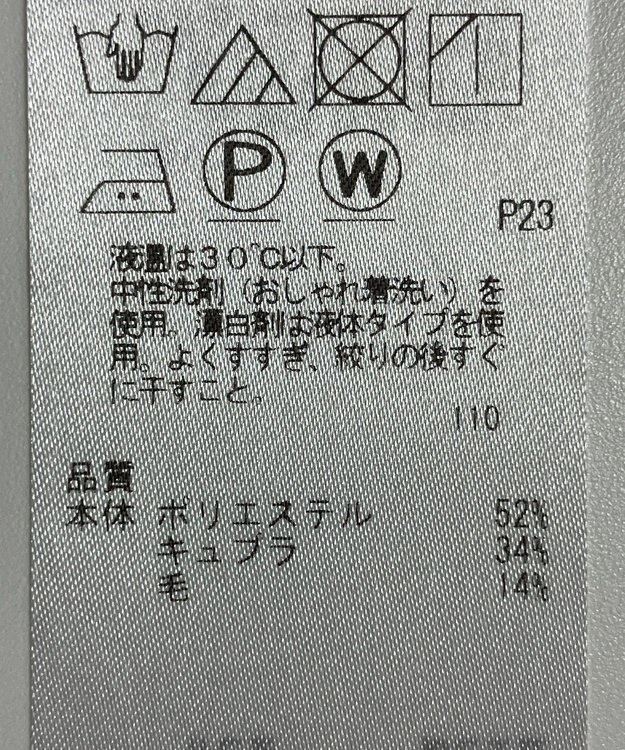 P W
P23
液温は30℃以下。
中性洗剤（おしゃれ着洗い）を
使用。漂白剤は液体タイプを使
用。よくすすぎ、絞りの後すぐ
に干すこと。
110
品質
本体 ポリエステル 52%
キュプラ 34%
毛 14%